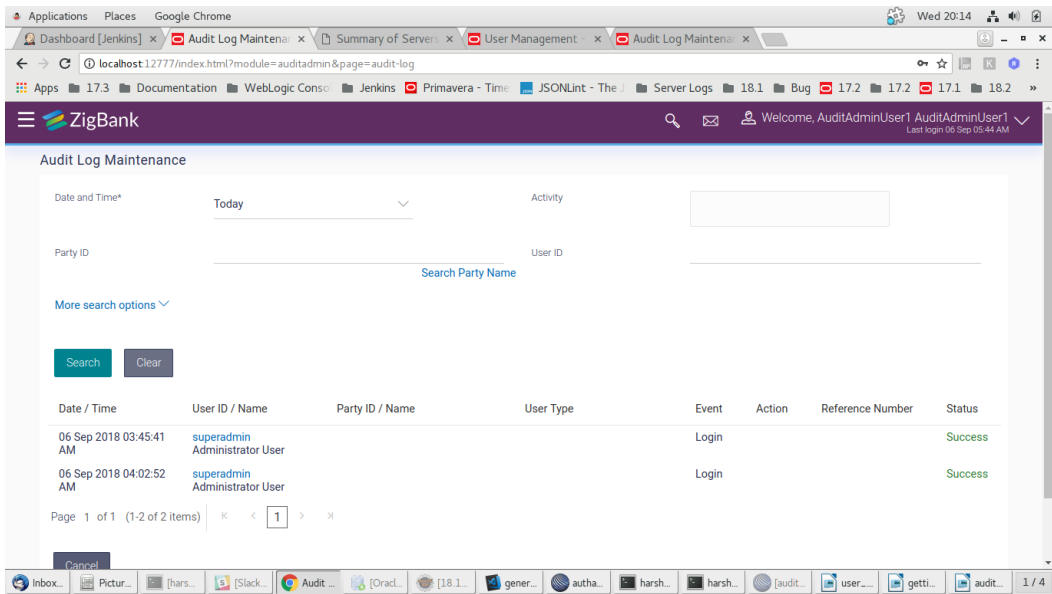 Applications Places Google Chrome Wed 20:14
Dashboard [Jenkins] Audit Log Maintenan Summary of Servers User Management - Audit Log Maintenan
localhost:12777/index.html?module=auditadmin&page=audit-log
Apps 17.3 Documentation WebLogic Conso Jenkins Primavera - Time JSONLint - The J Server Logs 18.1 Bug 17.2 17.2 17.1 18.2 »
ZigBank Welcome, AuditAdminUser1 AuditAdminUser1
Last login 06 Sep 05:44 AM
Audit Log Maintenance
Date and Time* Today Activity
Party ID User ID
Search Party Name
More search options
Search Clear
Date / Time User ID / Name Party ID / Name User Type Event Action Reference Number Status
06 Sep 2018 03:45:41 AM superadmin Administrator User Login Success
06 Sep 2018 04:02:52 AM superadmin Administrator User Login Success
Page 1 of 1 (1-2 of 2 items) 1
Cancel
Inbox... Pictur... [hars... [Slack... Audit ... [Oracl... [18.1... gener... autha... harsh... harsh... [audit... user_... getti... audit... 1 / 4